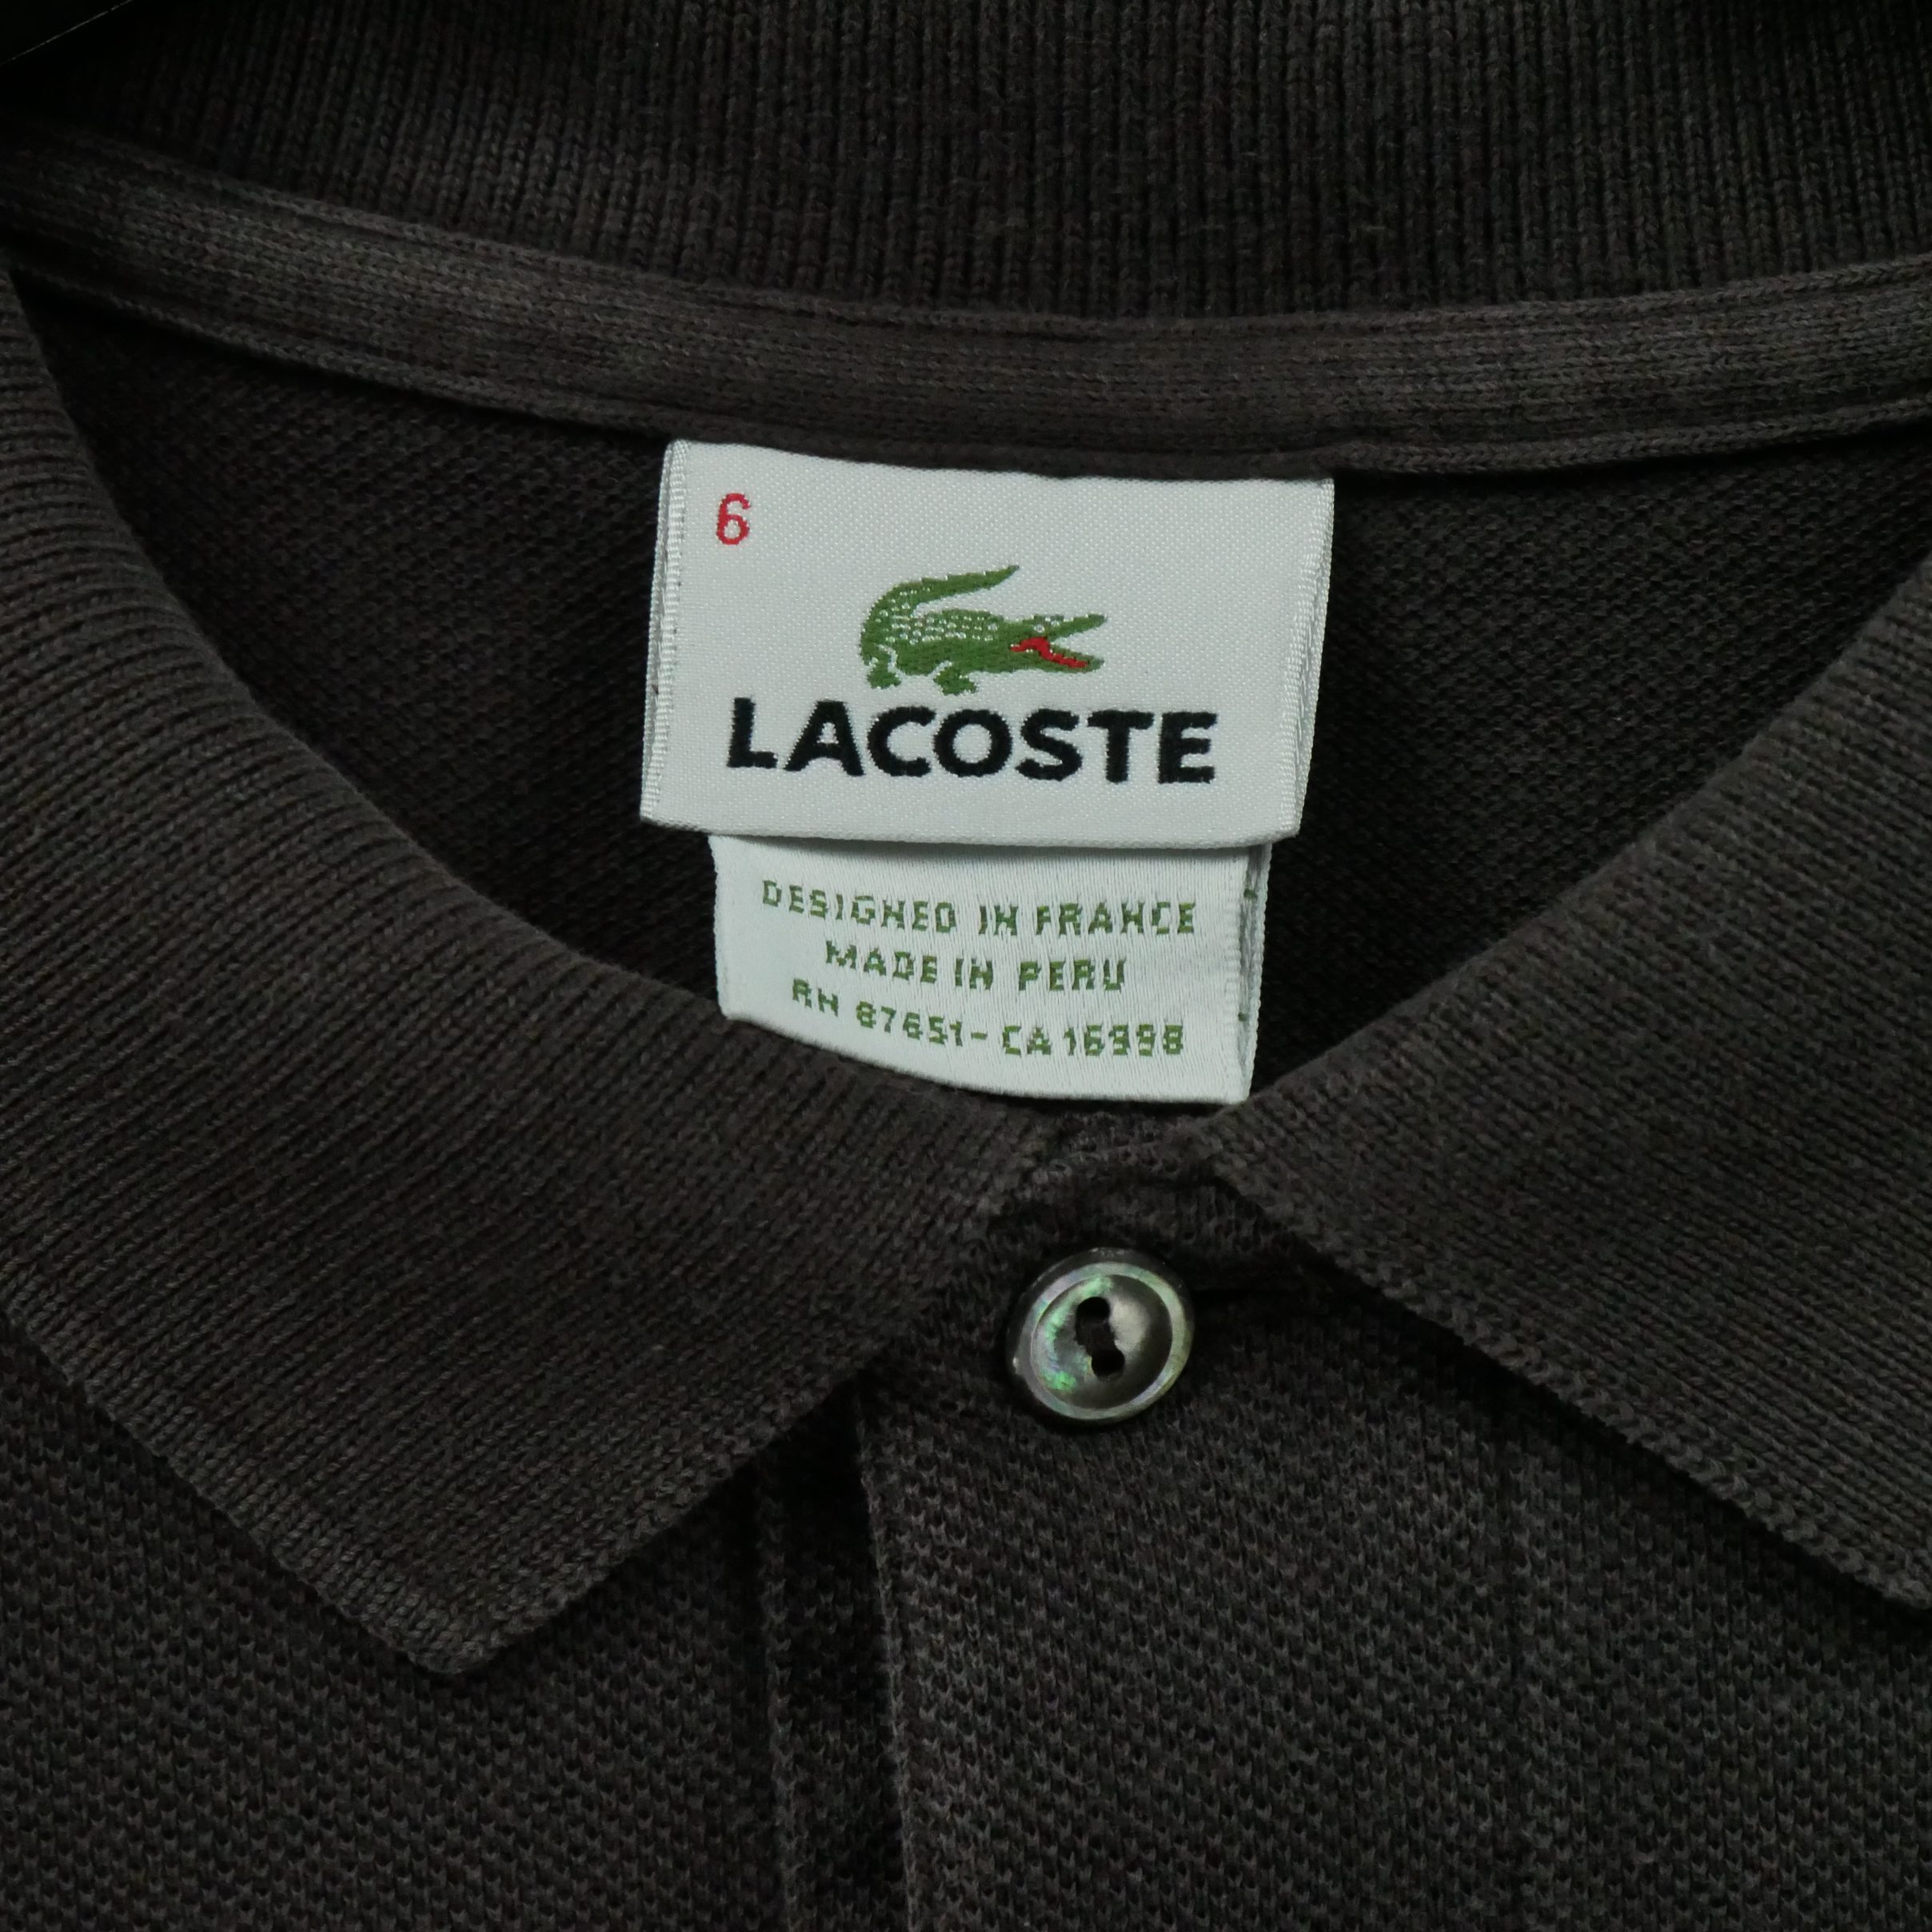 6
LACOSTE
DESIGNED IN FRANCE
MADE IN PERU
RN 87651-CA 16998